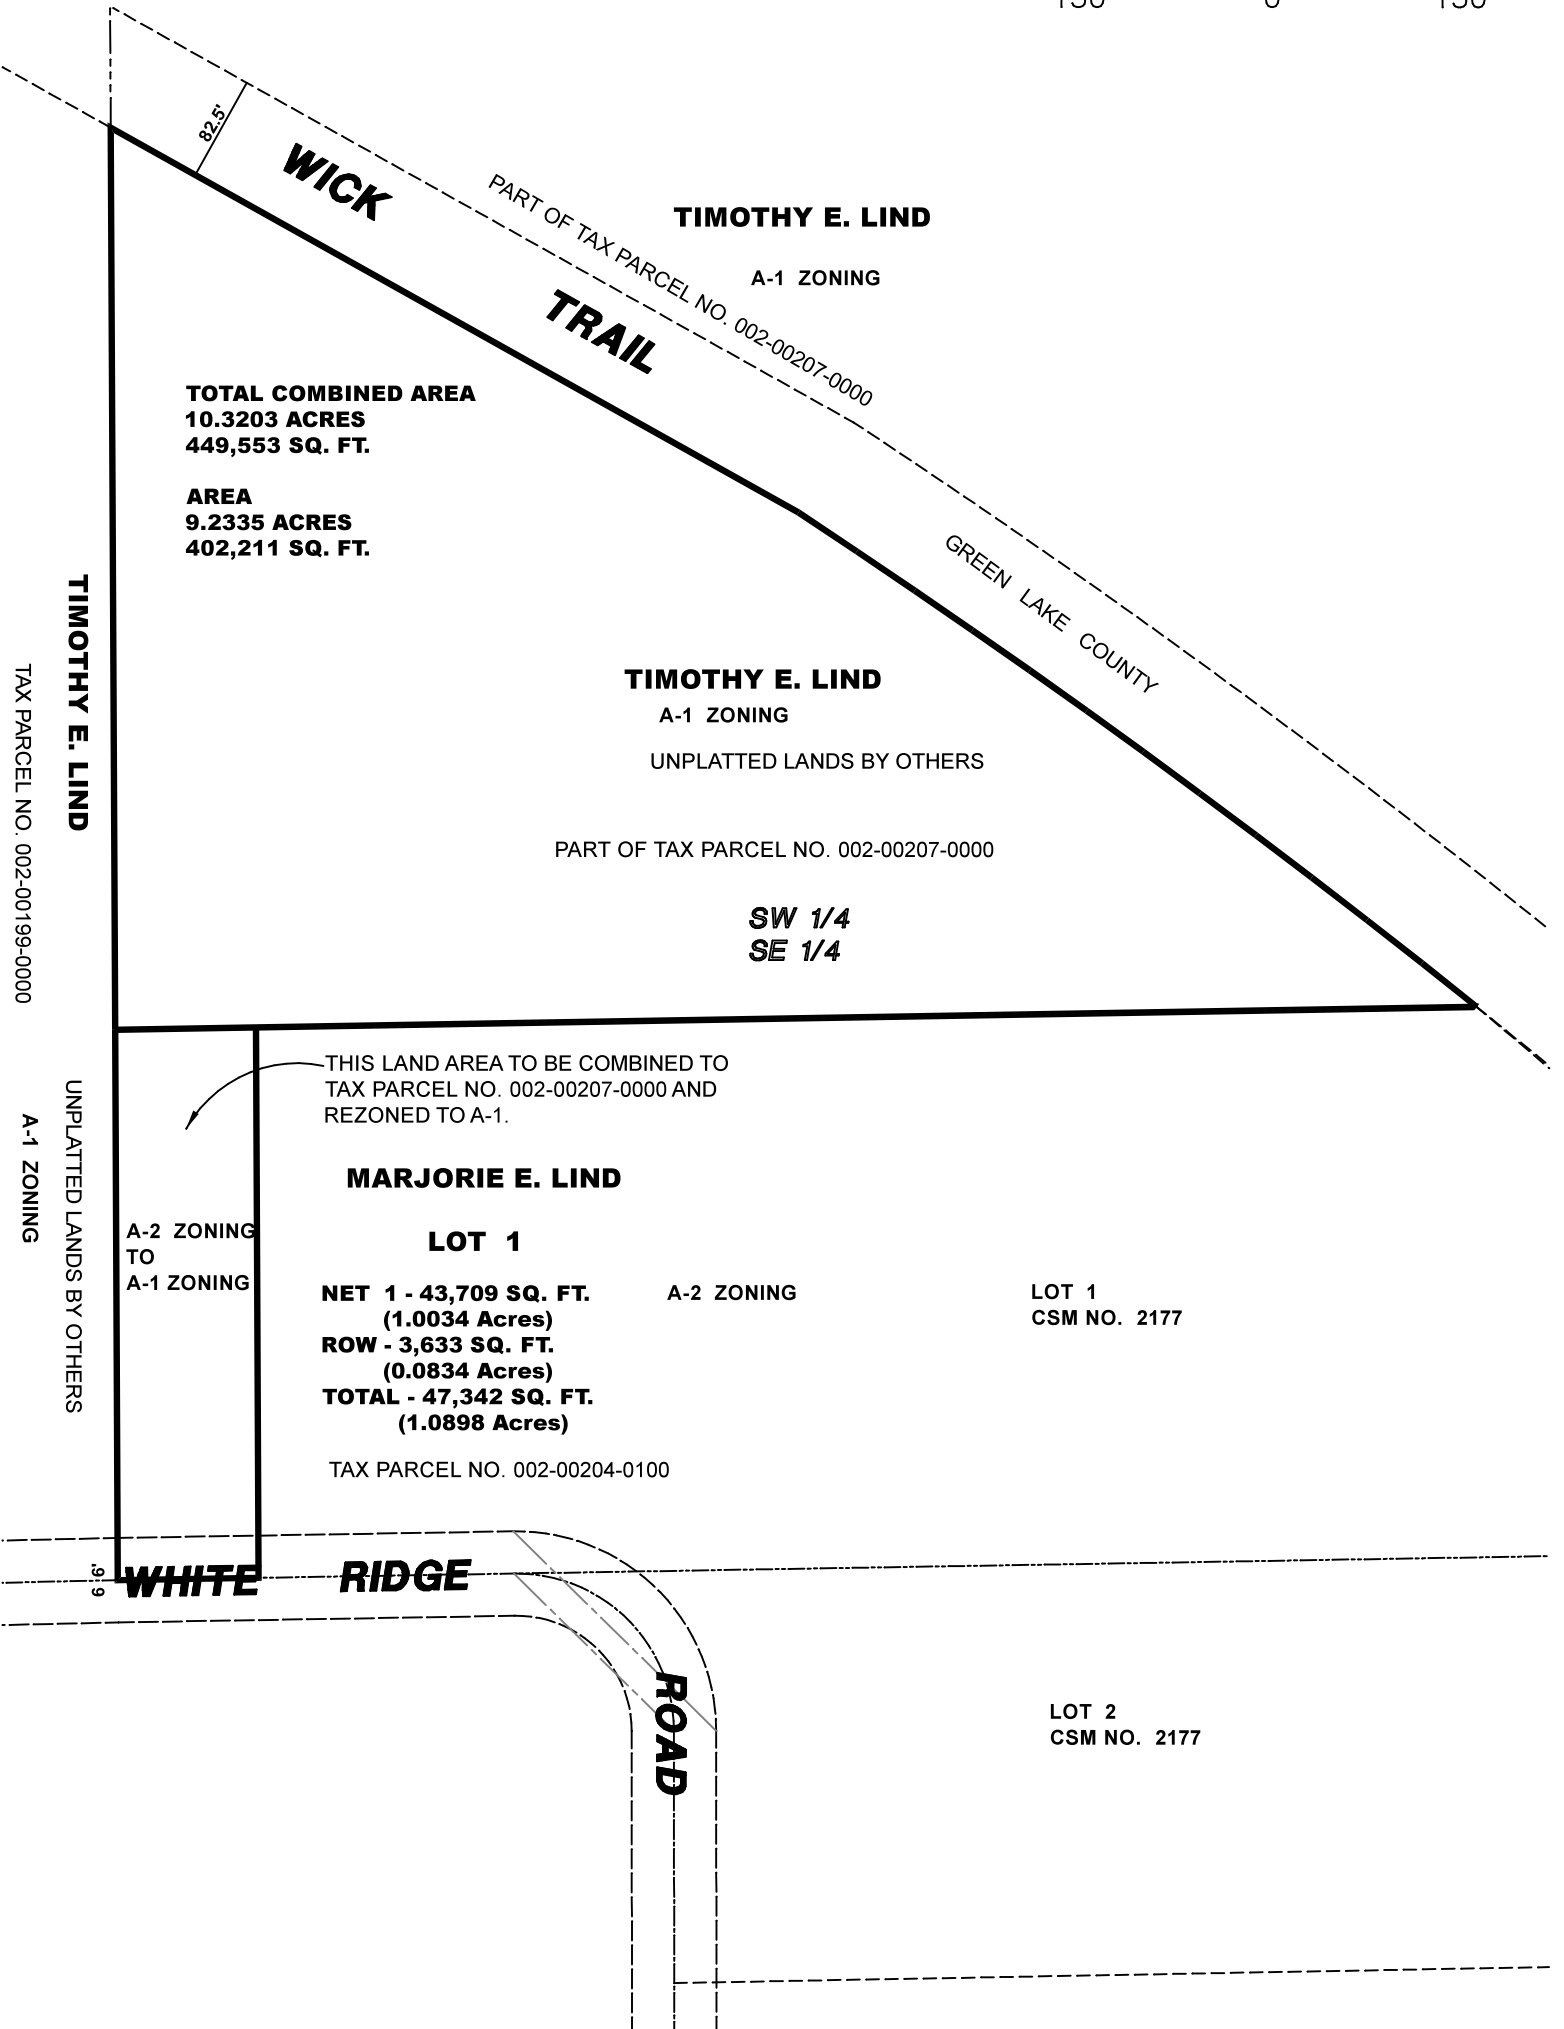 150 0 150
82.5'
WICK
TRAIL
PART OF TAX PARCEL NO. 002-00207-0000
TIMOTHY E. LIND
A-1 ZONING
TOTAL COMBINED AREA
10.3203 ACRES
449,553 SQ. FT.
AREA
9.2335 ACRES
402,211 SQ. FT.
GREEN LAKE COUNTY
TIMOTHY E. LIND
TAX PARCEL NO. 002-00199-0000
TIMOTHY E. LIND
A-1 ZONING
UNPLATTED LANDS BY OTHERS
PART OF TAX PARCEL NO. 002-00207-0000
SW 1/4
SE 1/4
THIS LAND AREA TO BE COMBINED TO
TAX PARCEL NO. 002-00207-0000 AND
REZONED TO A-1.
UNPLATTED LANDS BY OTHERS
A-1 ZONING
MARJORIE E. LIND
A-2 ZONING
TO
A-1 ZONING
LOT 1
NET 1 - 43,709 SQ. FT.
(1.0034 Acres)
ROW - 3,633 SQ. FT.
(0.0834 Acres)
TOTAL - 47,342 SQ. FT.
(1.0898 Acres)
TAX PARCEL NO. 002-00204-0100
A-2 ZONING
LOT 1
CSM NO. 2177
WHITE RIDGE
ROAD
LOT 2
CSM NO. 2177